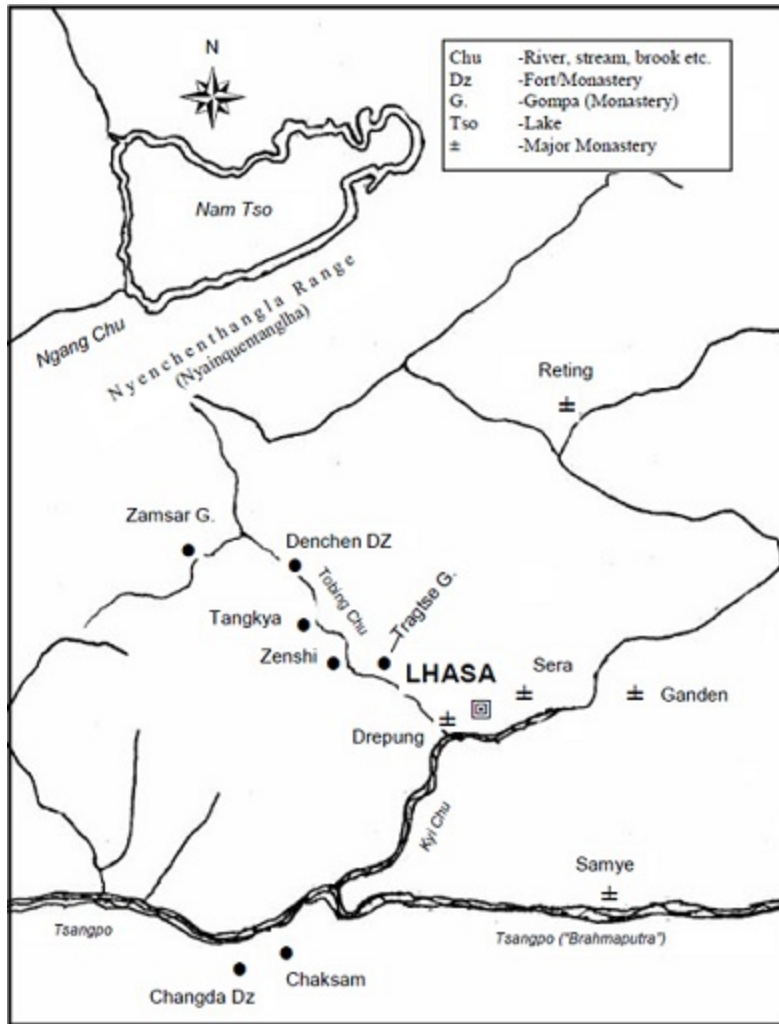 N
Chu -River, stream, brook etc.
Dz -Fort/Monastery
G. -Gompa (Monastery)
Tso -Lake
± -Major Monastery
Nam Tso
Ngang Chu
Nyenchenthangla Range
(Nyainquentanglha)
Reting
Zamsar G.
Denchen DZ
Tobing Chu
Tragtse G.
Tangkya
Zenshi
LHASA
Sera
Ganden
Drepung
Kyi Chu
Samye
Tsangpo
Tsangpo ("Brahmaputra")
Chaksam
Changda Dz